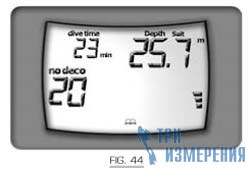 dive time Depth Salt
23 min 25.7 m
no deco
20
ТРИ
ИЗМЕРЕНИЯ
FIG. 44